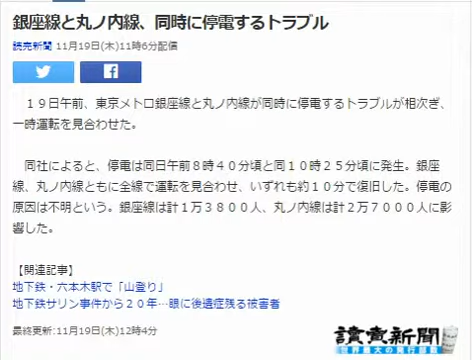 銀座線と丸ノ内線、同時に停電するトラブル
読売新聞 11月19日(木)11時6分配信
１９日午前、東京メトロ銀座線と丸ノ内線が同時に停電するトラブルが相次ぎ、
一時運転を見合わせた。
同社によると、停電は同日午前８時４０分頃と同１０時２５分頃に発生。銀座
線、丸ノ内線ともに全線で運転を見合わせ、いずれも約１０分で復旧した。停電の
原因は不明という。銀座線は計１万３８００人、丸ノ内線は計２万７０００人に影
響した。
【関連記事】
地下鉄・六本木駅で「山登り」
地下鉄サリン事件から２０年…眼に後遺症残る被害者
最終更新:11月19日(木)12時4分
讀賣新聞
世界最大の発行部数